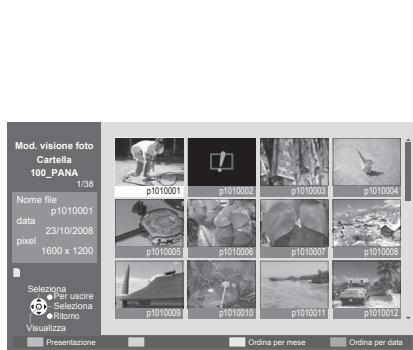 Mod. visione foto
Cartella
100_PANA
1/38
Nome file
p1010001
data
23/10/2008
pixel
1600 x 1200
Seleziona
Per uscire
Seleziona
Ritorno
Visualizza
p1010001 p1010002 p1010003 p1010004
p1010005 p1010006 p1010007 p1010008
p1010009 p1010010 p1010011 p1010012
Presentazione Ordina per mese Ordina per data